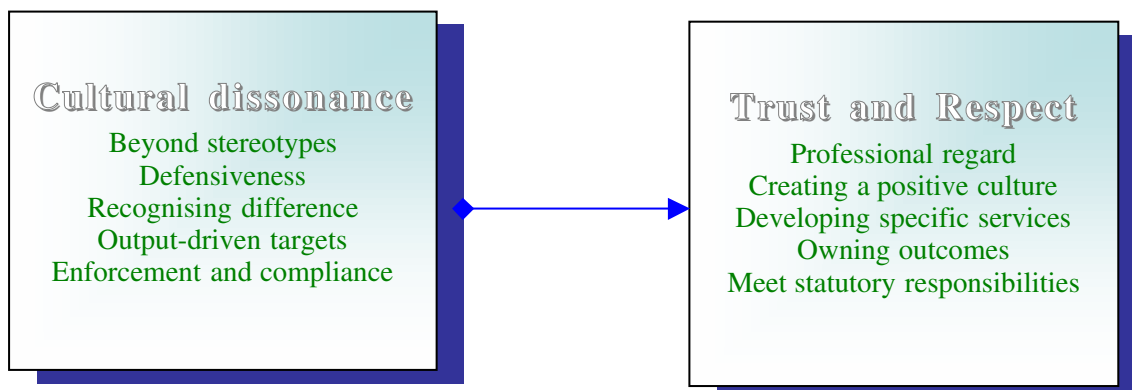 Cultural dissonance
Beyond stereotypes
Defensiveness
Recognising difference
Output-driven targets
Enforcement and compliance
Trust and Respect
Professional regard
Creating a positive culture
Developing specific services
Owning outcomes
Meet statutory responsibilities